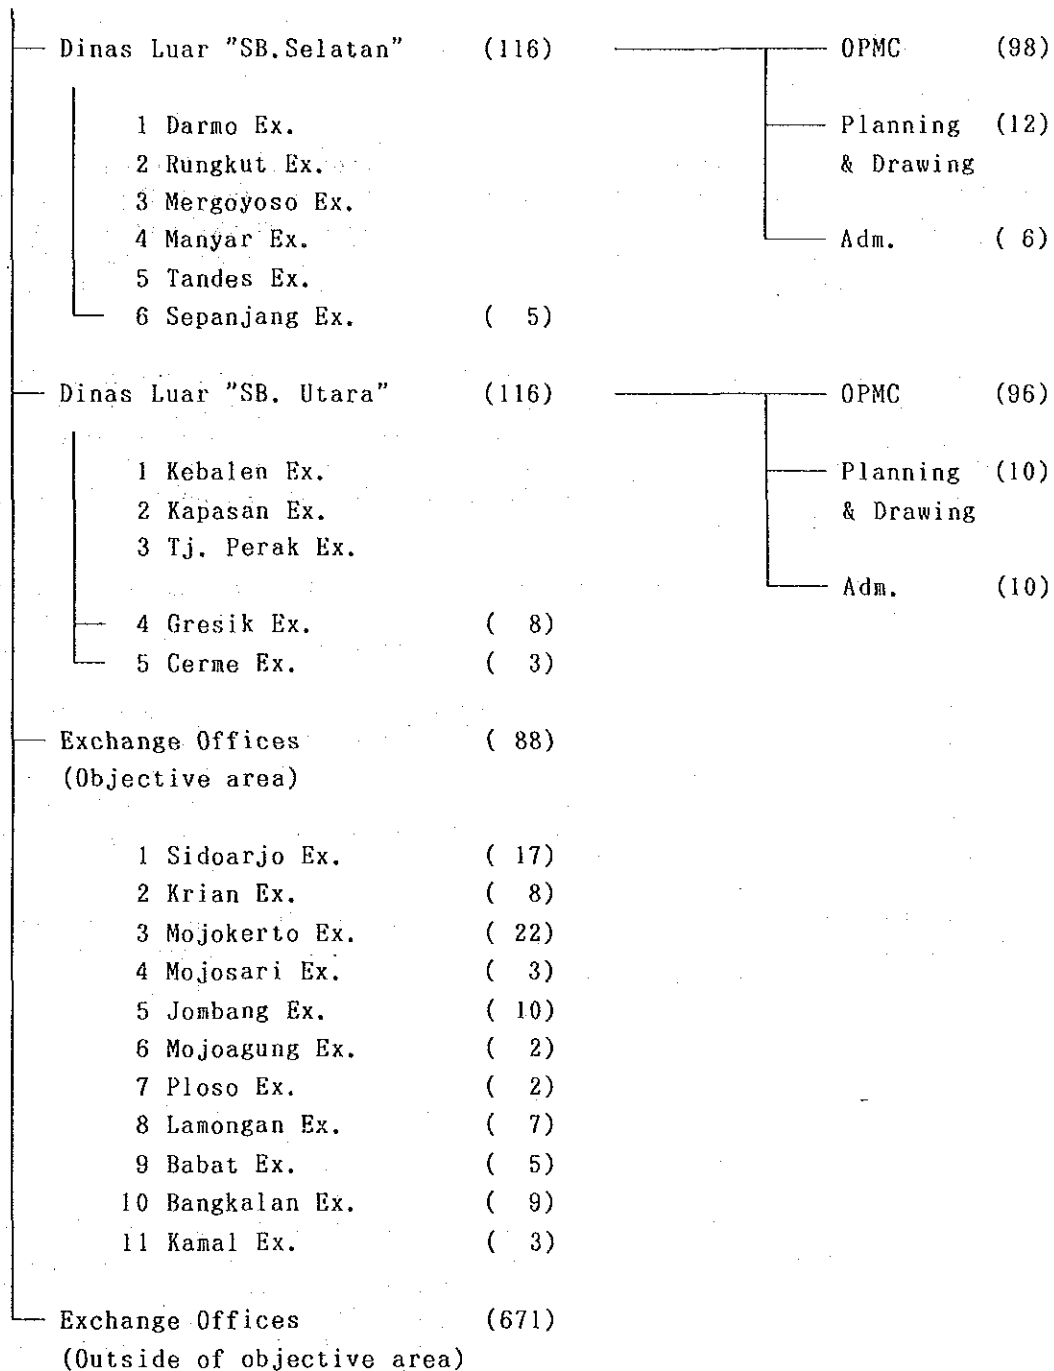 Dinas Luar "SB.Selatan" (116) OPMC (98)
1 Darmo Ex. Planning (12)
2 Rungkut Ex. & Drawing
3 Mergoyoso Ex.
4 Manyar Ex. Adm. ( 6)
5 Tandes Ex.
6 Sepanjang Ex. ( 5)
Dinas Luar "SB. Utara" (116) OPMC (96)
1 Kebalen Ex. Planning (10)
2 Kapasan Ex. & Drawing
3 Tj. Perak Ex.
Adm. (10)
4 Gresik Ex. ( 8)
5 Cerme Ex. ( 3)
Exchange Offices ( 88)
(Objective area)
1 Sidoarjo Ex. ( 17)
2 Krian Ex. ( 8)
3 Mojokerto Ex. ( 22)
4 Mojosari Ex. ( 3)
5 Jombang Ex. ( 10)
6 Mojoagung Ex. ( 2)
7 Ploso Ex. ( 2)
8 Lamongan Ex. ( 7)
9 Babat Ex. ( 5)
10 Bangkalan Ex. ( 9)
11 Kamal Ex. ( 3)
Exchange Offices (671)
(Outside of objective area)